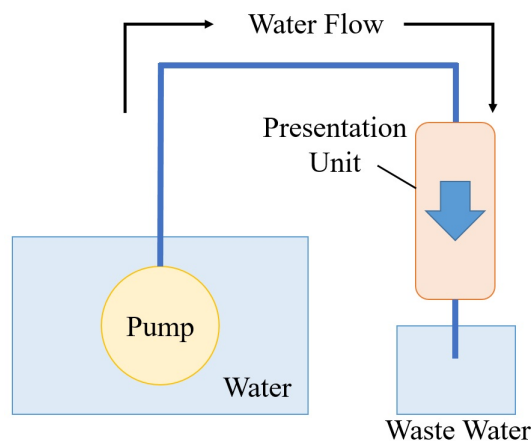 Water Flow
Presentation
Unit
Pump
Water
Waste Water